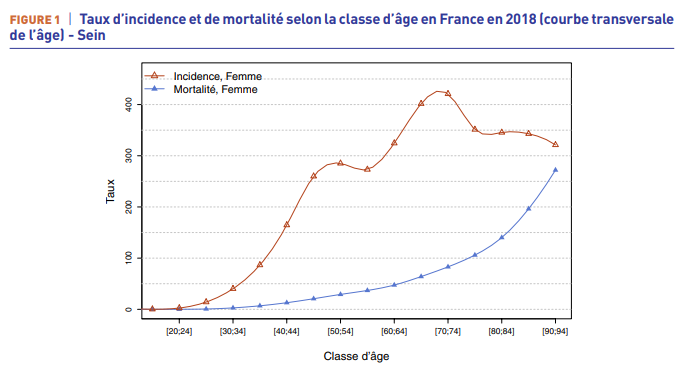 FIGURE 1 | Taux d'incidence et de mortalité selon la classe d'âge en France en 2018 (courbe transversale
de l'âge) - Sein
Incidence, Femme
Mortalité, Femme
400
300
200
100
0
Taux
[20;24] [30;34] [40;44] [50;54] [60;64] [70;74] [80;84] [90;94]
Classe d'âge